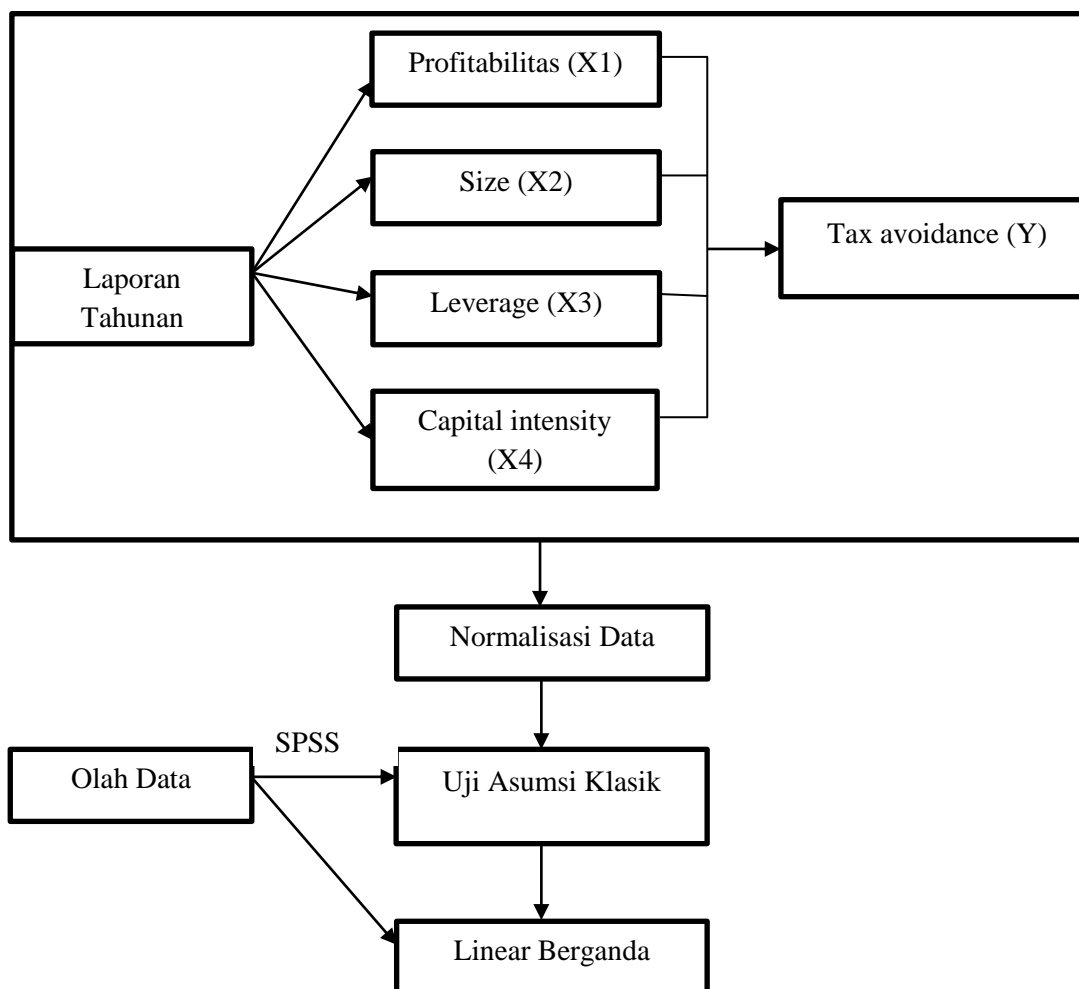 Profitabilitas (X1)
Size (X2)
Tax avoidance (Y)
Laporan
Tahunan
Leverage (X3)
Capital intensity
(X4)
Normalisasi Data
SPSS
Olah Data
Uji Asumsi Klasik
Linear Berganda